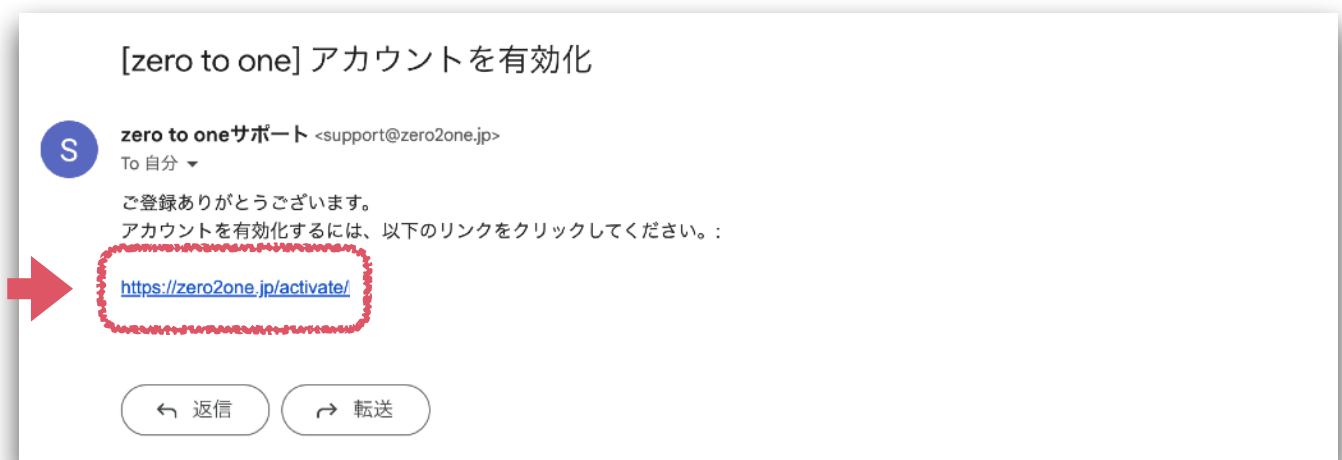 [zero to one] アカウントを有効化
S
zero to oneサポート <support@zero2one.jp>
To 自分
ご登録ありがとうございます。
アカウントを有効化するには、以下のリンクをクリックしてください。:
https://zero2one.jp/activate/
返信
転送